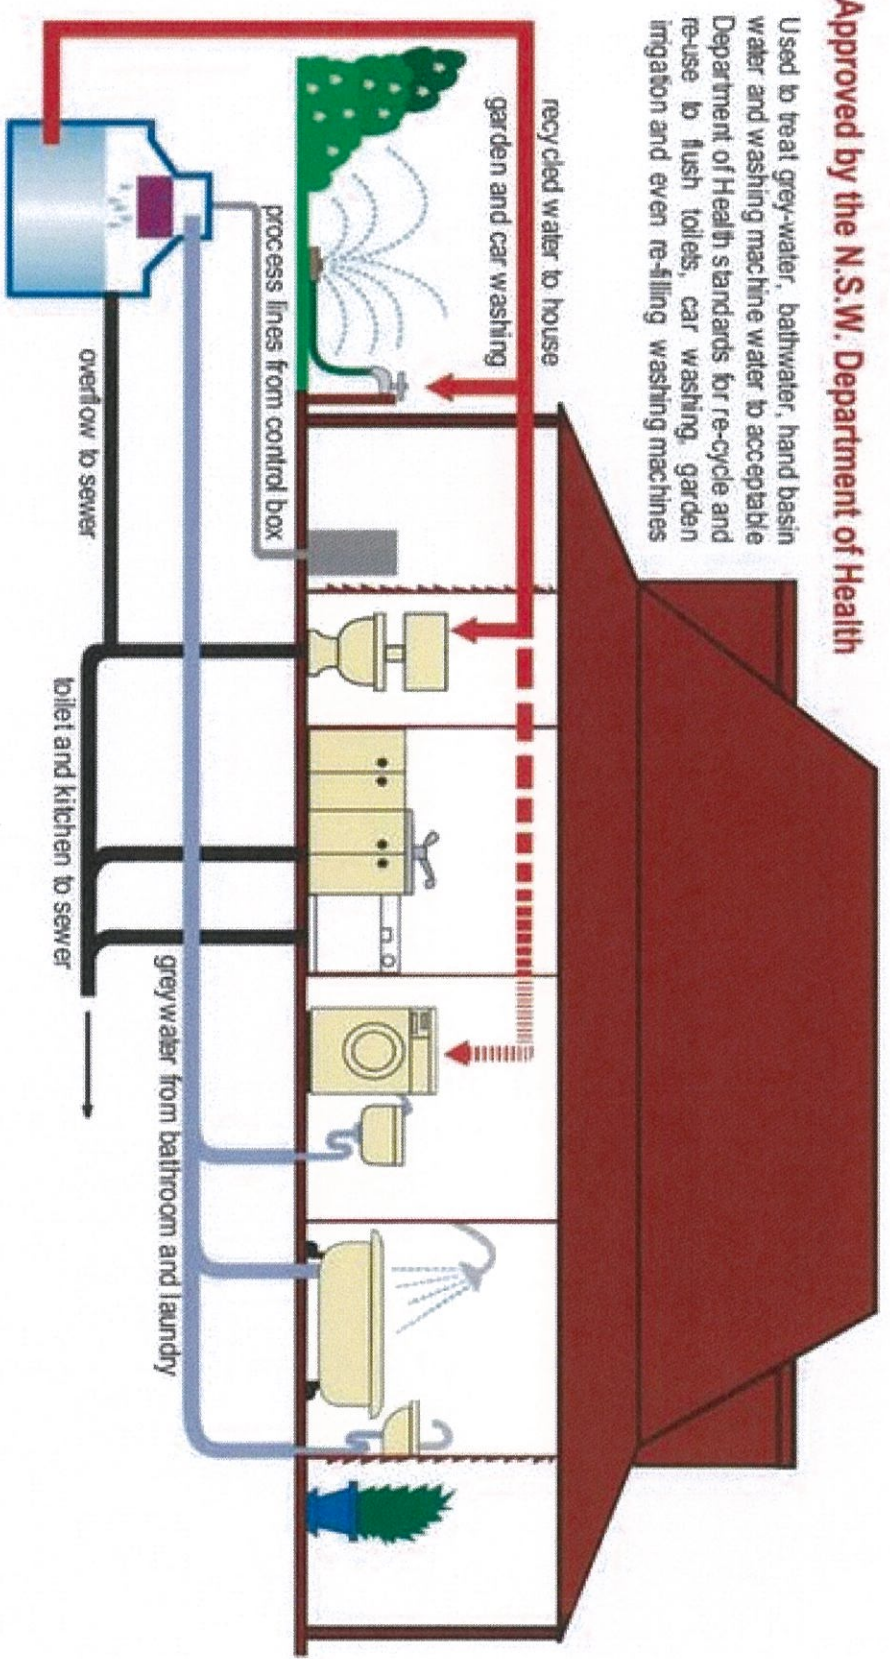 Approved by the N.S.W. Department of Health
Used to treat grey-water, bathwater, hand basin
water and washing machine water to acceptable
Department of Health standards for re-cycle and
re-use to flush toilets, car washing, garden
irrigation and even re-filling washing machines
recycled water to house
garden and car washing
process lines from control box
overflow to sewer
toilet and kitchen to sewer
greywater from bathroom and laundry